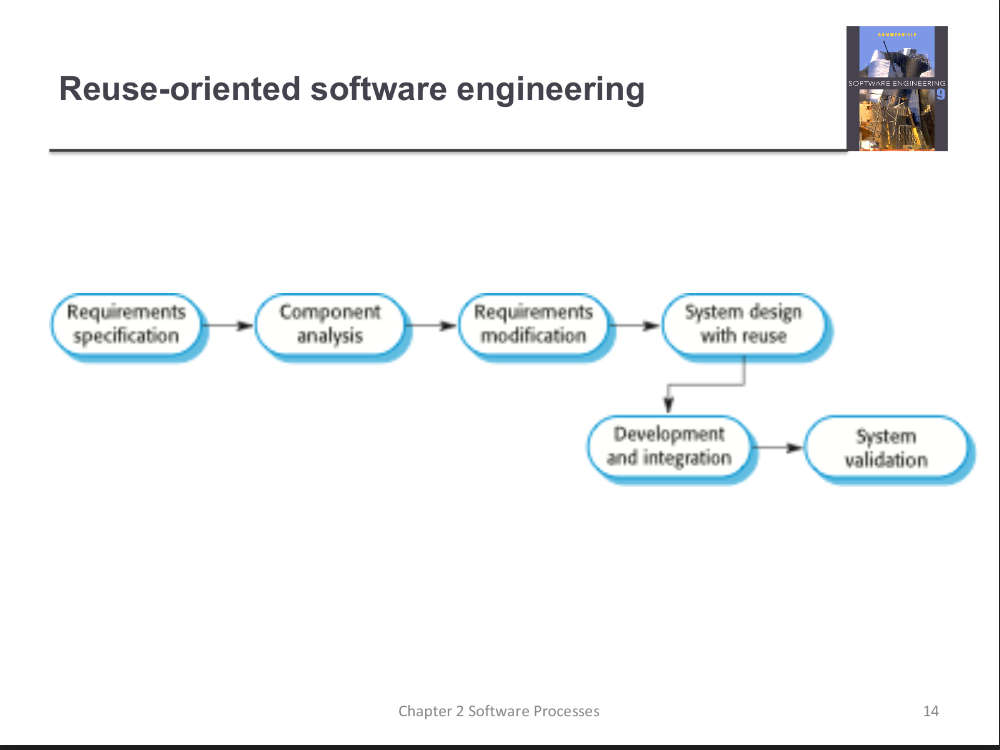 SOMMERVILLE
SOFTWARE ENGINEERING
9
Reuse-oriented software engineering
Requirements
specification
Component
analysis
Requirements
modification
System design
with reuse
Development
and integration
System
validation
Chapter 2 Software Processes
14